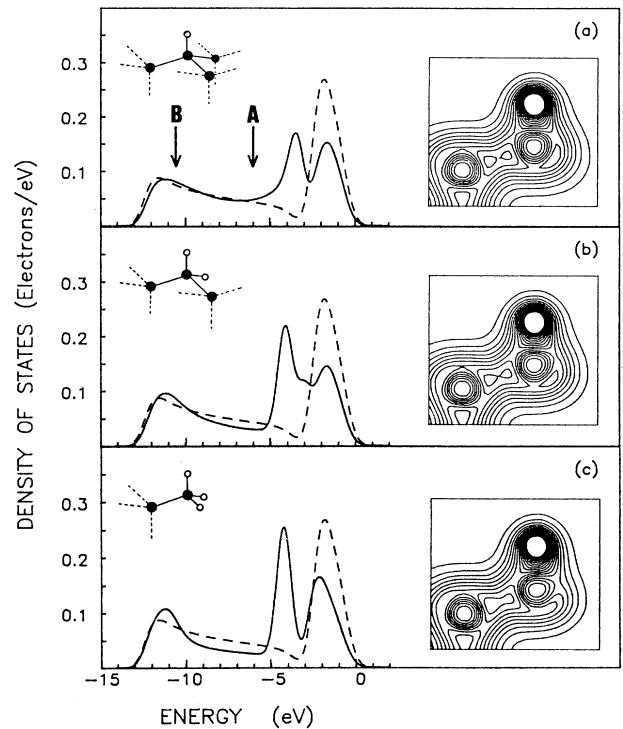 (a)
0.3
0.2
0.1
B
A
(b)
0.3
0.2
0.1
(c)
0.3
0.2
0.1
−15
−10
−5
0
DENSITY OF STATES (Electrons/eV)
ENERGY (eV)